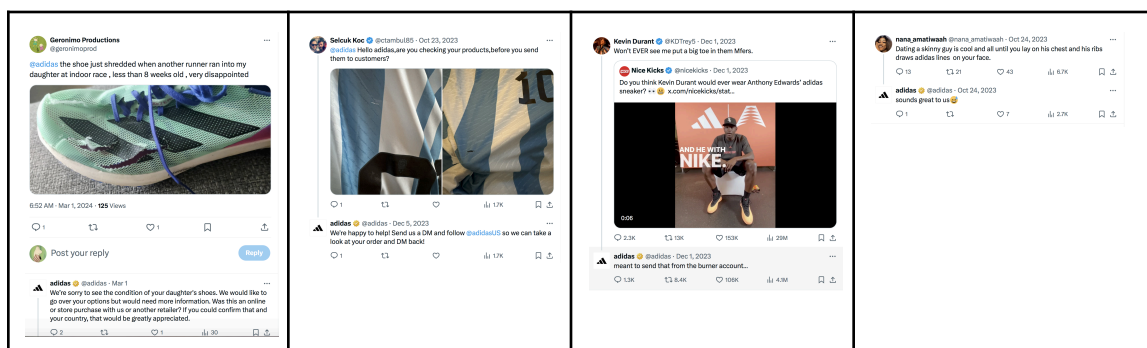 Geronimo Productions
@geronimoprod
@adidas the shoe just shredded when another runner ran into my
daughter at indoor race , less than 8 weeks old , very disappointed
6:52 AM · Mar 1, 2024 · 125 Views
1
1
Post your reply
Reply
adidas @adidas · Mar 1
We're sorry to see the condition of your daughter's shoes. We would like to
go over your options but would need more information. Was this an online
or store purchase with us or another retailer? If you could confirm that and
your country, that would be greatly appreciated.
2
1
30
Selcuk Koc @ctambul85 · Oct 23, 2023
@adidas Hello adidas,are you checking your products,before you send
them to customers?
10
1
1.7K
adidas @adidas · Dec 5, 2023
We're happy to help! Send us a DM and follow @adidasUS so we can take a
look at your order and DM back!
1
1.7K
Kevin Durant @KDTrey5 · Dec 1, 2023
Won't EVER see me put a big toe in them Mfers.
Nice Kicks @nicekicks · Dec 1, 2023
Do you think Kevin Durant would ever wear Anthony Edwards' adidas
sneaker? 👀 🤐 x.com/nicekicks/stat...
AND HE WITH
NIKE.
0:06
2.3K
13K
153K
29M
adidas @adidas · Dec 1, 2023
meant to send that from the burner account...
1.3K
8.4K
106K
4.1M
nana_amatiwaah @nana_amatiwaah · Oct 24, 2023
Dating a skinny guy is cool and all until you lay on his chest and his ribs
draws adidas lines on your face.
13
21
43
6.7K
adidas @adidas · Oct 24, 2023
sounds great to us😅
1
7
2.7K